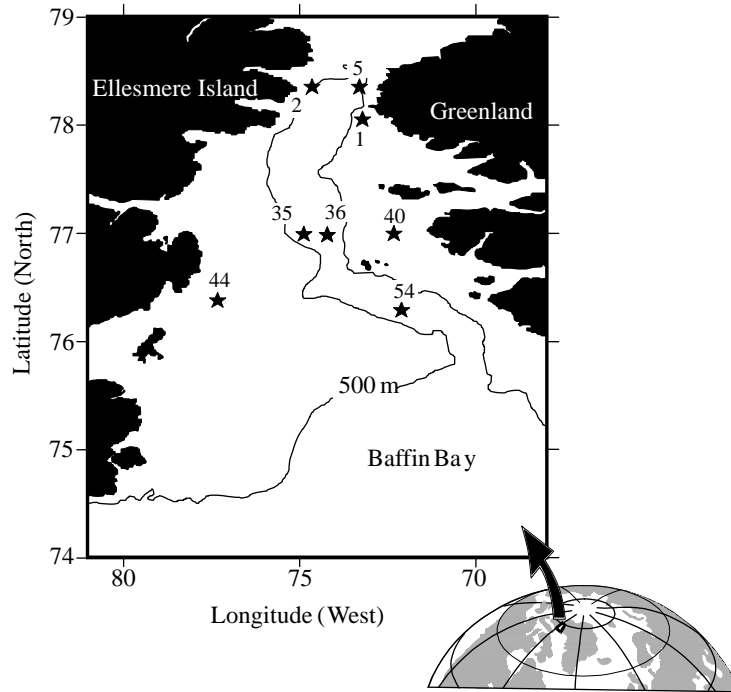 79
5
Ellesmere Island
2
Greenland
78
1
35
36
40
77
44
54
Latitude (North)
76
500 m
75
Baffin Bay
74
80
75
70
Longitude (West)